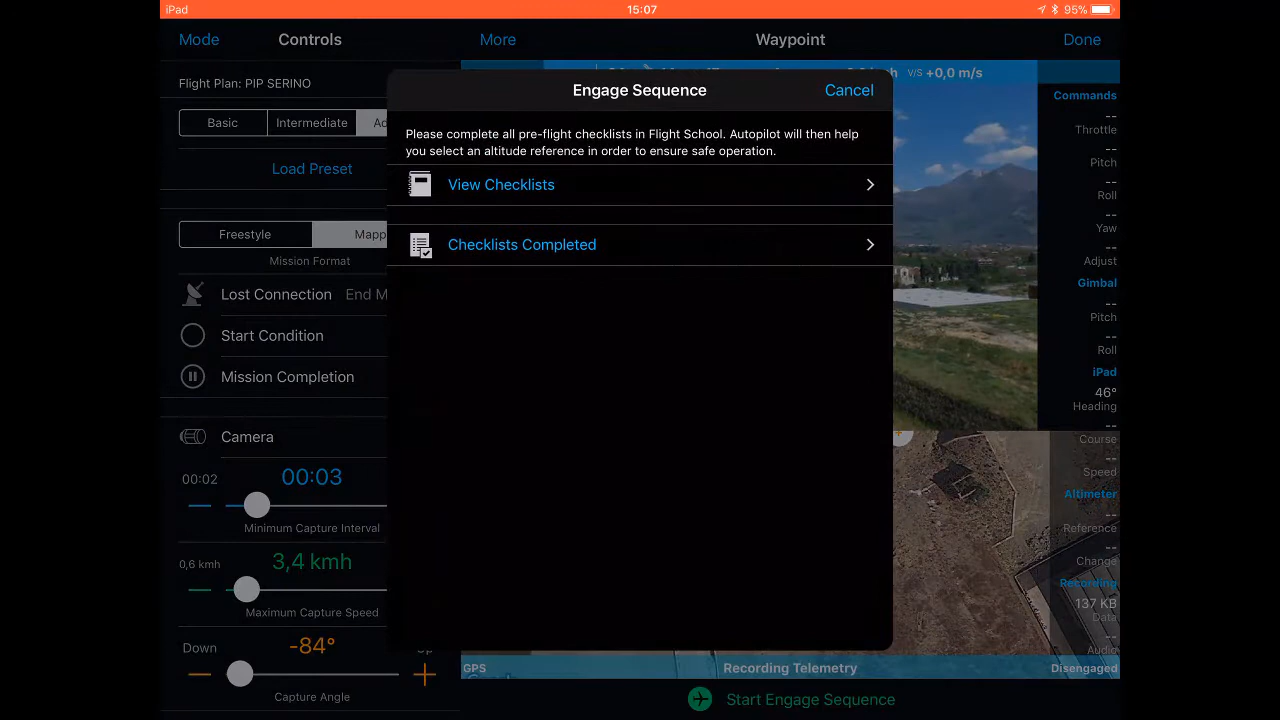 iPad 15:07 95%
Mode Controls More Waypoint Done
V/S +0,0 m/s
Flight Plan: PIP SERINO
Basic Intermediate
Load Preset
Freestyle
Mission Format
Lost Connection
Start Condition
Mission Completion
Camera
00:02 00:03
Minimum Capture Interval
0,6 kmh 3,4 kmh
Maximum Capture Speed
Down -84° Up
Capture Angle
Engage Sequence Cancel
Please complete all pre-flight checklists in Flight School. Autopilot will then help
you select an altitude reference in order to ensure safe operation.
View Checklists
Checklists Completed
Commands
--
Throttle
--
Pitch
--
Roll
--
Yaw
--
Adjust
Gimbal
--
Pitch
--
Roll
iPad
46°
Heading
--
Course
--
Speed
Altimeter
--
Reference
--
Change
Recording
137 KB
Data
--
Audio
GPS Recording Telemetry Disengaged
Start Engage Sequence